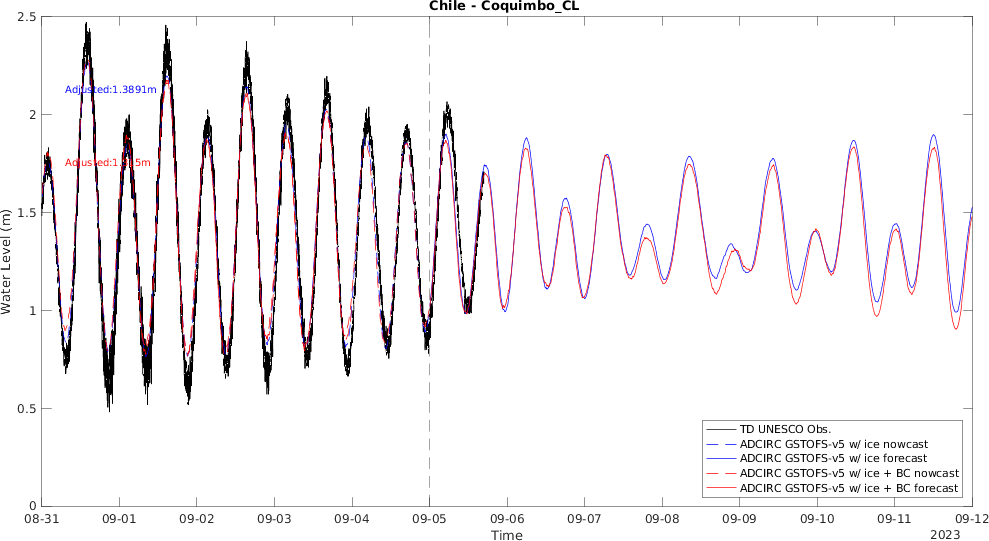 Chile - Coquimbo_CL
2.5
2
1.5
1
0.5
0
Water Level (m)
Adjusted:1.3891m
08-31
09-01
09-02
09-03
09-04
09-05
09-06
09-07
09-08
09-09
09-10
09-11
09-12
Time
2023
TD UNESCO Obs.
ADCIRC GSTOFS-v5 w/ ice nowcast
ADCIRC GSTOFS-v5 w/ ice forecast
ADCIRC GSTOFS-v5 w/ ice + BC nowcast
ADCIRC GSTOFS-v5 w/ ice + BC forecast